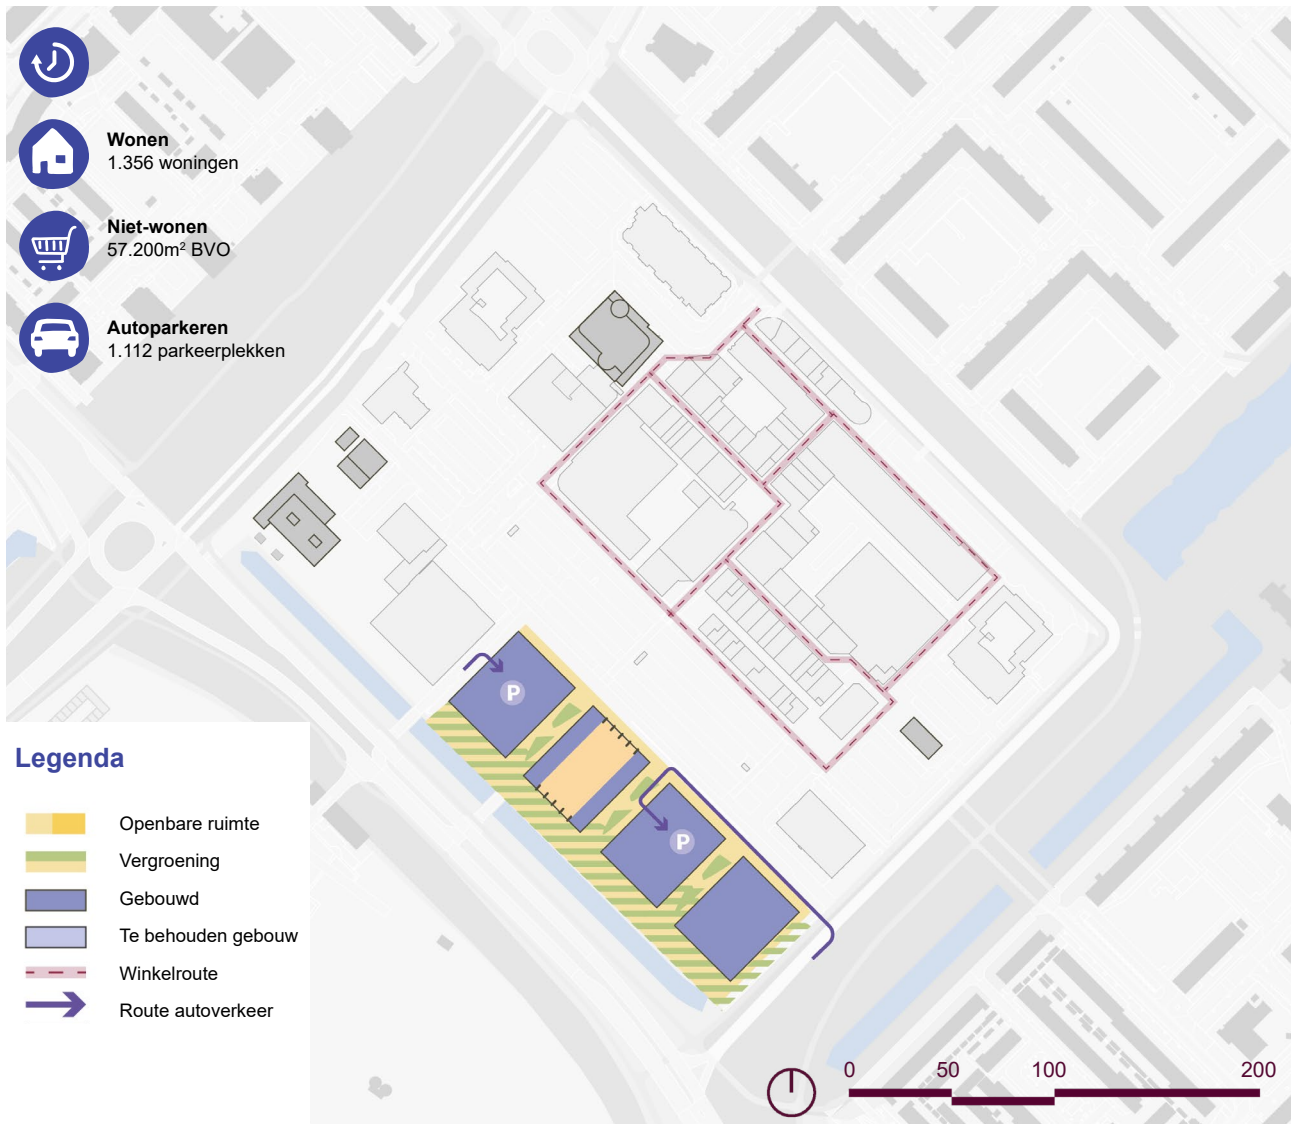 Wonen
1.356 woningen
Niet-wonen
57.200m² BVO
Autoparkeren
1.112 parkeerplekken
P
P
Legenda
Openbare ruimte
Vergroening
Gebouwd
Te behouden gebouw
Winkelroute
Route autoverkeer
0 50 100 200